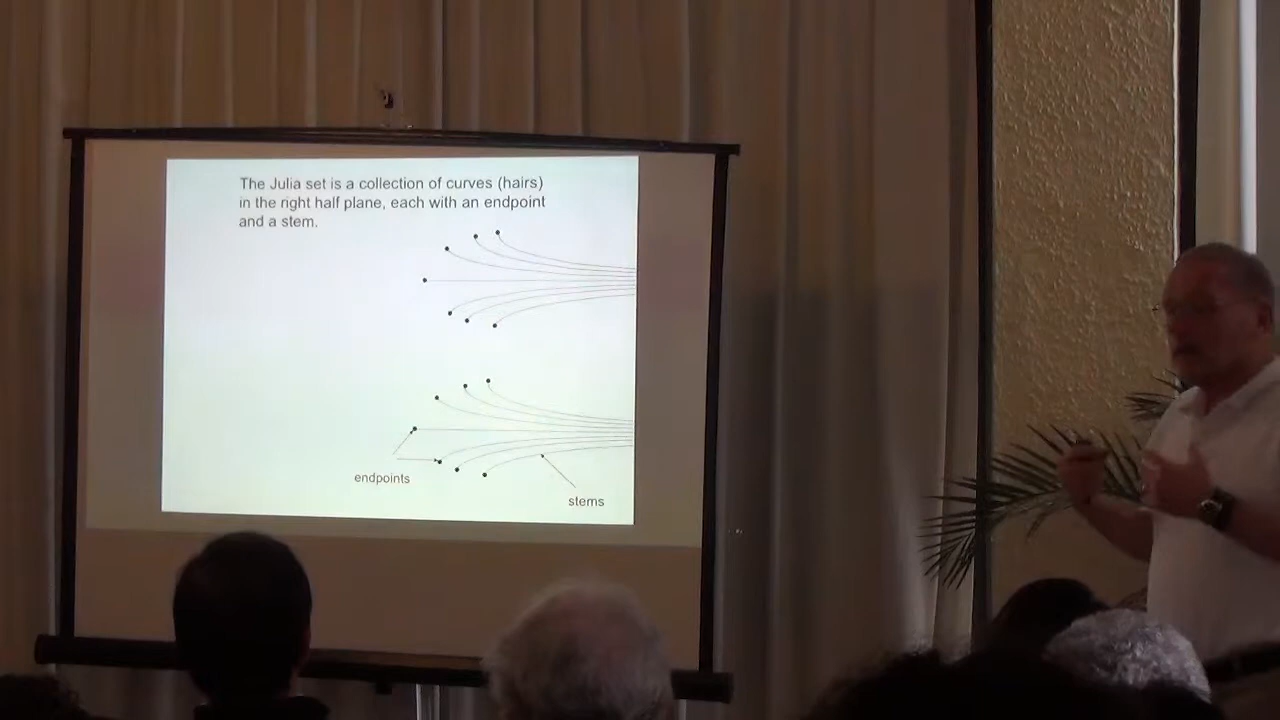 The Julia set is a collection of curves (hairs)
in the right half plane, each with an endpoint
and a stem.
endpoints
stems